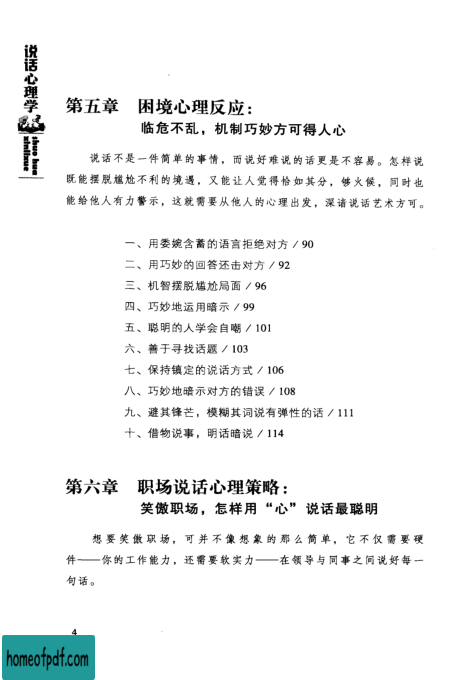 说话心理学
shuo hua
xinlixue
第五章 困境心理反应：
临危不乱，机制巧妙方可得人心
说话不是一件简单的事情，而说好难说的话更是不容易。怎样说
既能摆脱尴尬不利的境遇，又能让人觉得恰如其分，够火候，同时也
能给他人有力警示，这就需要从他人的心理出发，深谙说话艺术方可。
一、用委婉含蓄的语言拒绝对方 / 90
二、用巧妙的回答还击对方 / 92
三、机智摆脱尴尬局面 / 96
四、巧妙地运用暗示 / 99
五、聪明的人学会自嘲 / 101
六、善于寻找话题 / 103
七、保持镇定的说话方式 / 106
八、巧妙地暗示对方的错误 / 108
九、避其锋芒，模糊其词说有弹性的话 / 111
十、借物说事，明话暗说 / 114
第六章 职场说话心理策略：
笑傲职场，怎样用“心”说话最聪明
想要笑傲职场，可并不像想象的那么简单，它不仅需要硬
件——你的工作能力，还需要软实力——在领导与同事之间说好每一
句话。
4
homeofpdf.com